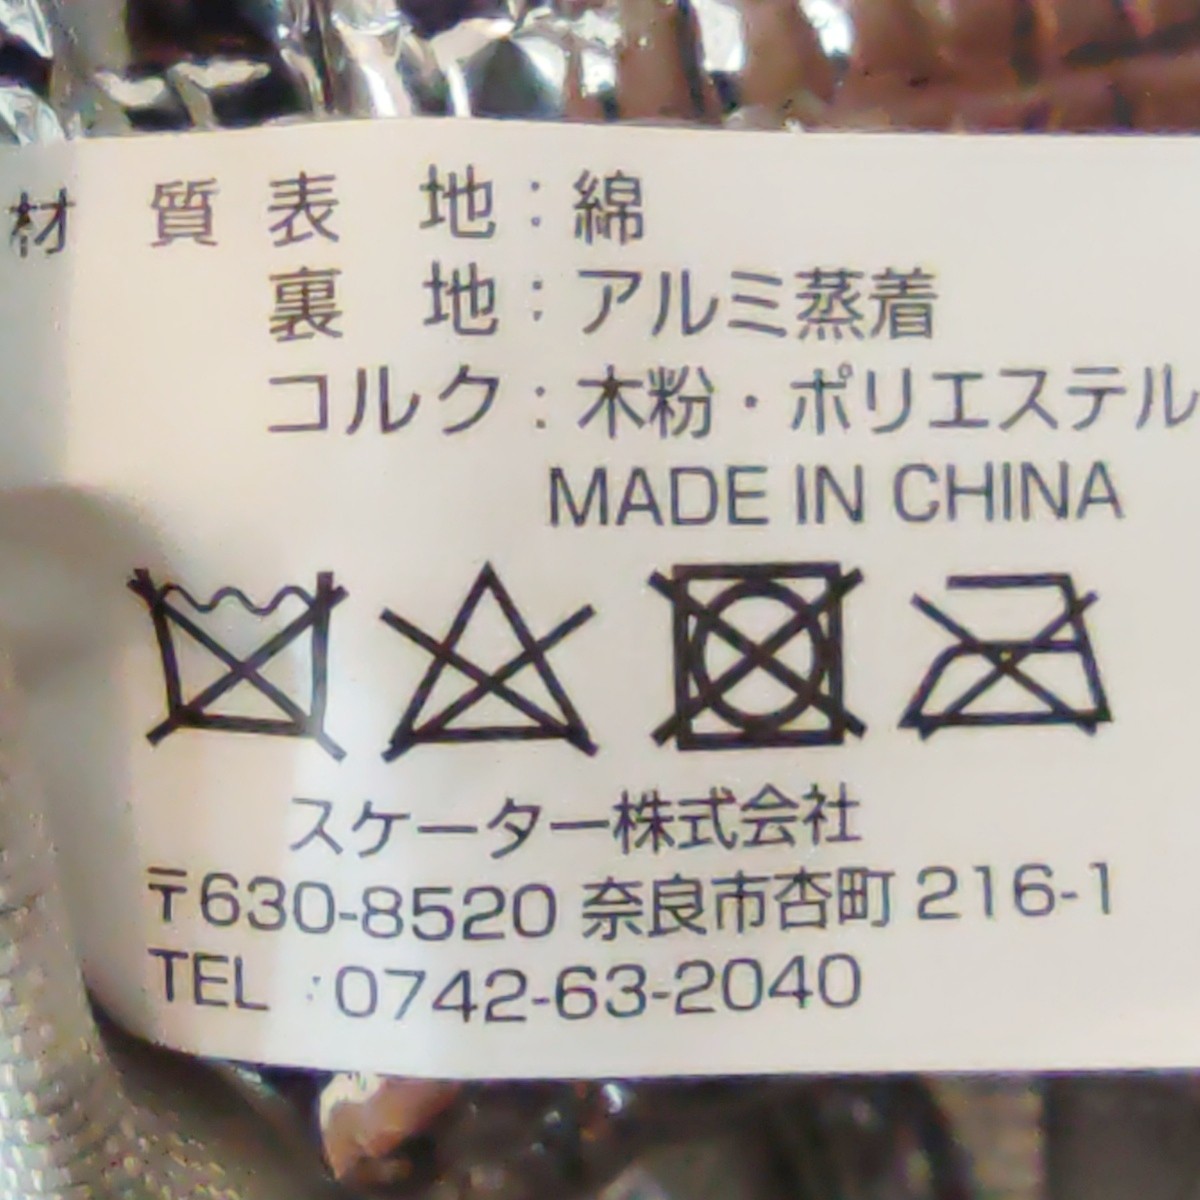 材 質 表 地：綿
裏 地：アルミ蒸着
コルク：木粉・ポリエステル
MADE IN CHINA
スケーター株式会社
〒630-8520 奈良市杏町 216-1
TEL：0742-63-2040